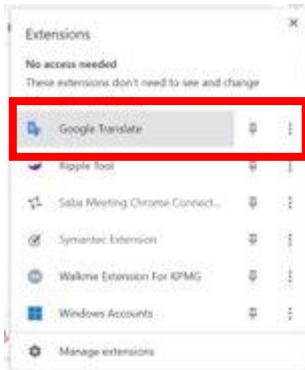 Extensions
No access needed
These extensions don't need to see and change
Google Translate
Ripple Tool
Saba Meeting Chrome Connect...
Symantec Extension
Walkme Extension For KPMG
Windows Accounts
Manage extensions